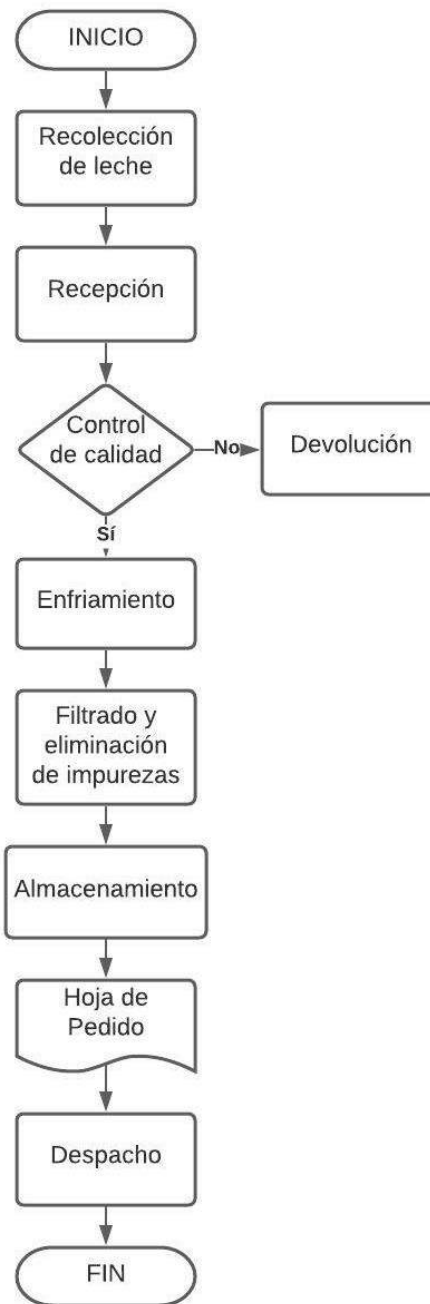 INICIO
Recolección
de leche
Recepción
Control
de calidad
No
Devolución
Sí
Enfriamiento
Filtrado y
eliminación
de impurezas
Almacenamiento
Hoja de
Pedido
Despacho
FIN